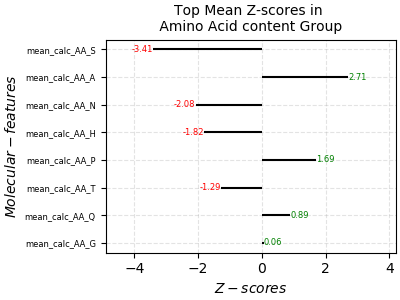 Top Mean Z-scores in
Amino Acid content Group
mean_calc_AA_S
-3.41
mean_calc_AA_A
2.71
mean_calc_AA_N
-2.08
mean_calc_AA_H
-1.82
mean_calc_AA_P
1.69
mean_calc_AA_T
-1.29
mean_calc_AA_Q
0.89
mean_calc_AA_G
0.06
Molecular − features
−4 −2 0 2 4
Z − scores